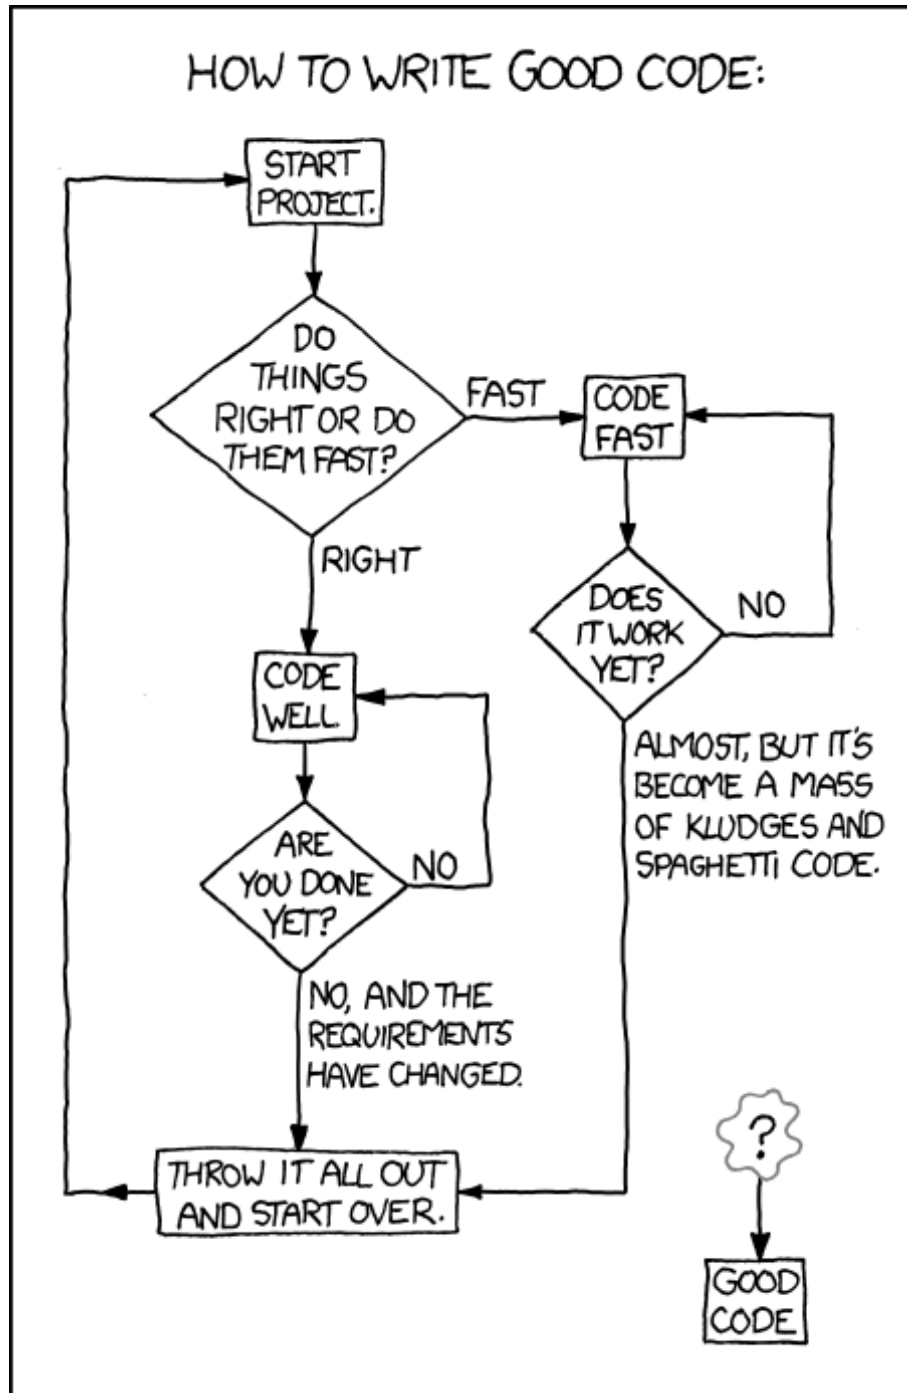 HOW TO WRITE GOOD CODE:
START
PROJECT.
DO
THINGS
RIGHT OR DO
THEM FAST?
FAST
CODE
FAST
RIGHT
DOES
IT WORK
YET?
NO
CODE
WELL
ALMOST, BUT IT'S
BECOME A MASS
OF KLUDGES AND
SPAGHETTI CODE.
ARE
YOU DONE
YET?
NO
NO, AND THE
REQUIREMENTS
HAVE CHANGED.
THROW IT ALL OUT
AND START OVER.
?
GOOD
CODE